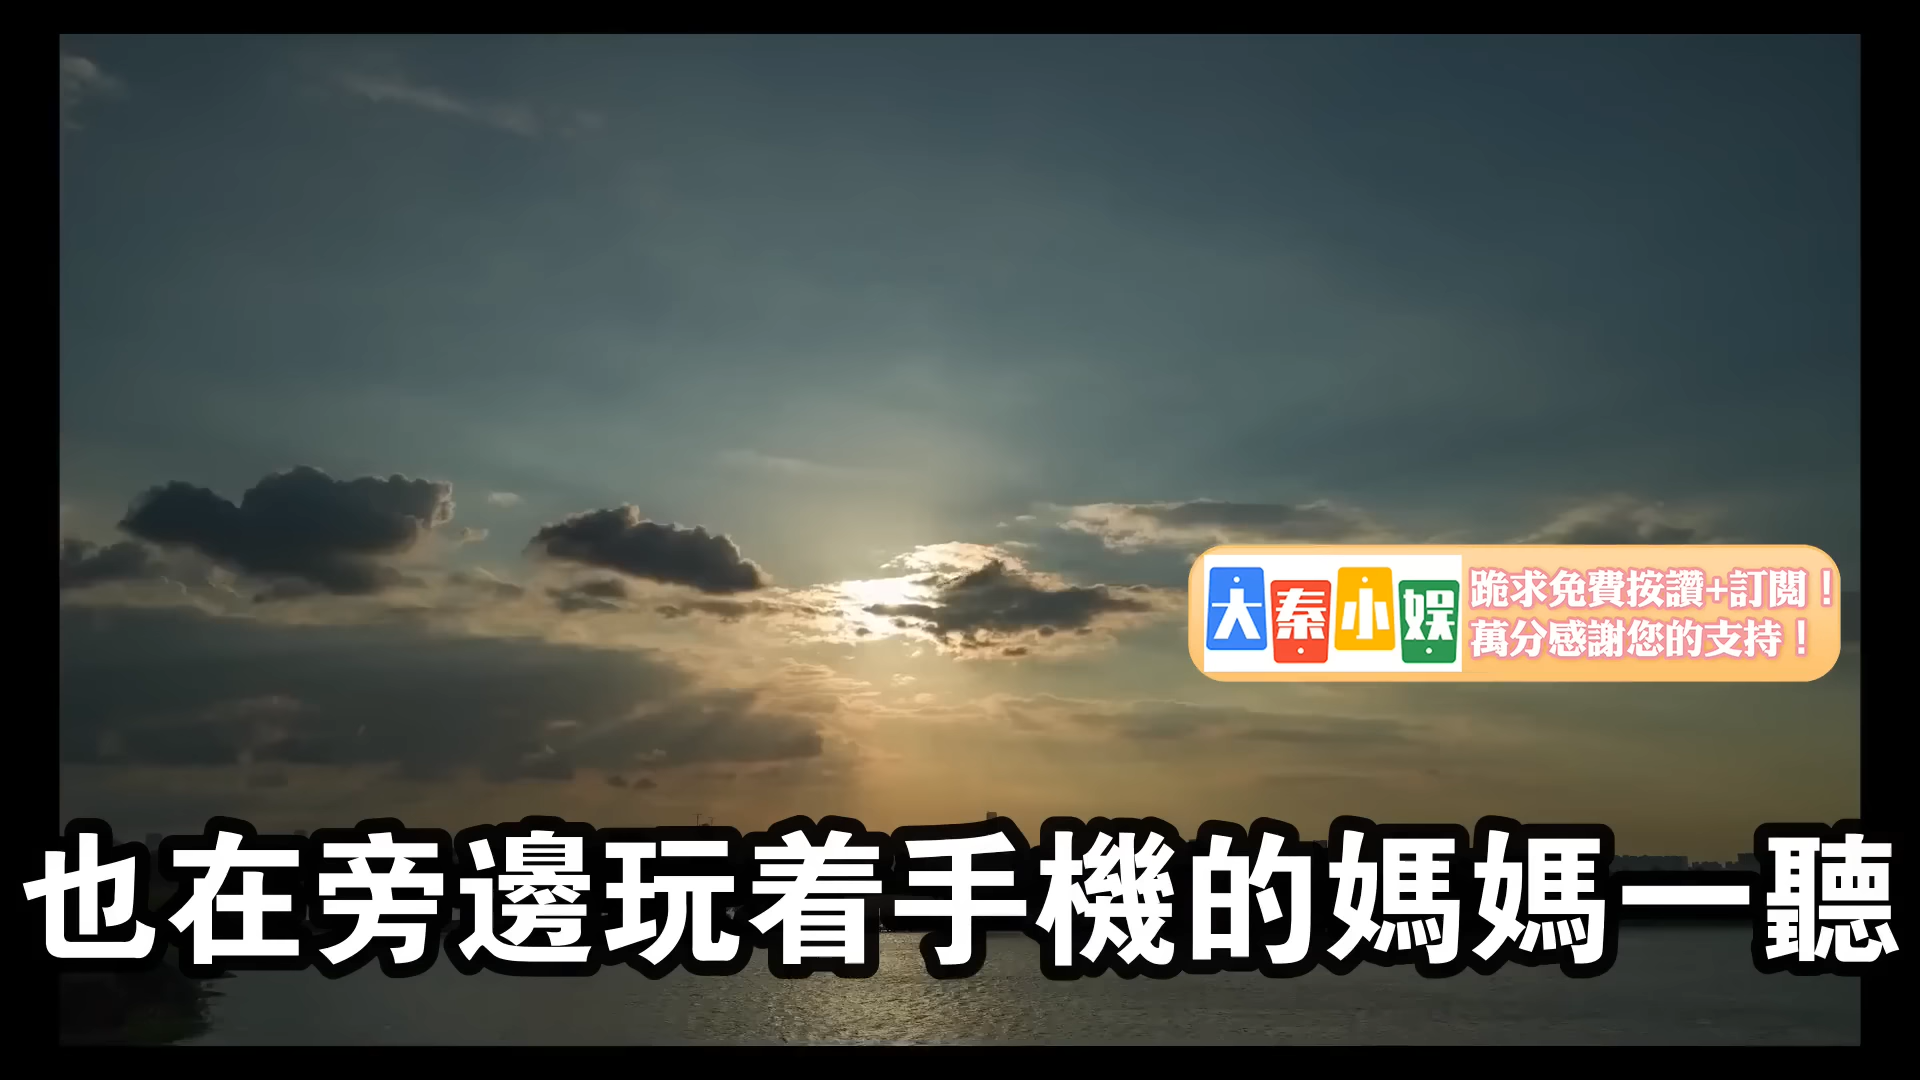 大秦小娱
跪求免費按讚+訂閱！
萬分感謝您的支持！
也在旁邊玩着手機的媽媽一聽